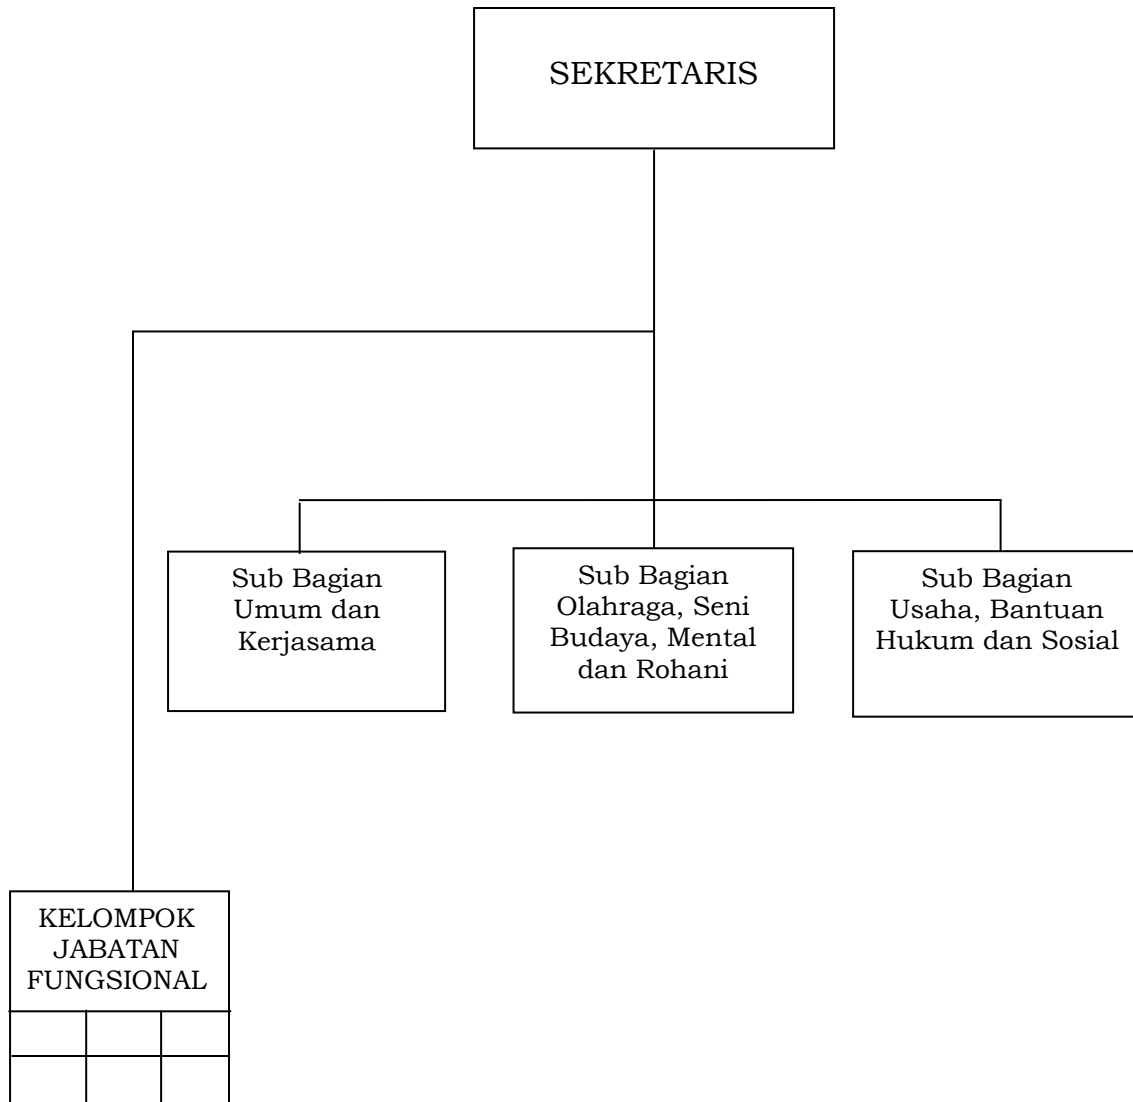 SEKRETARIS
Sub Bagian
Umum dan
Kerjasama
Sub Bagian
Olahraga, Seni
Budaya, Mental
dan Rohani
Sub Bagian
Usaha, Bantuan
Hukum dan Sosial
KELOMPOK
JABATAN
FUNGSIONAL